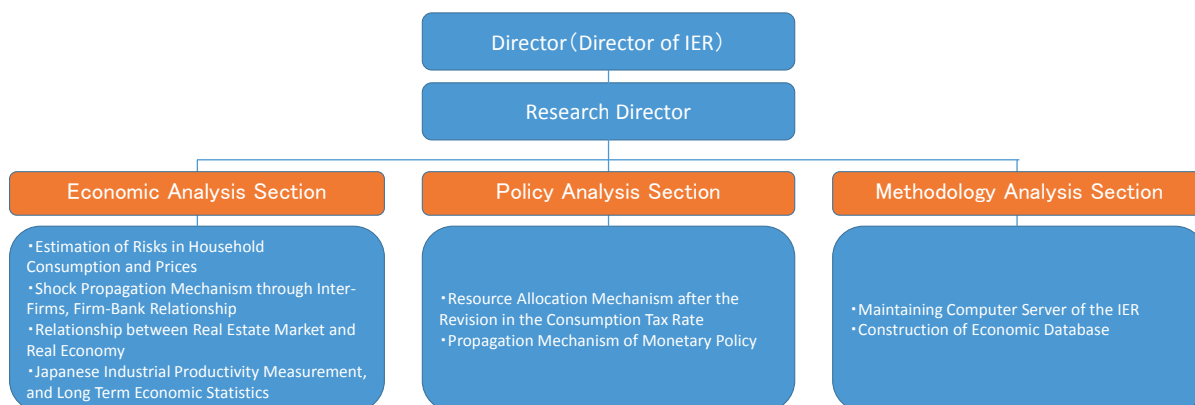 Director(Director of IER)
Research Director
Economic Analysis Section
Policy Analysis Section
Methodology Analysis Section
・Estimation of Risks in Household
Consumption and Prices
・Shock Propagation Mechanism through Inter-
Firms, Firm-Bank Relationship
・Relationship between Real Estate Market and
Real Economy
・Japanese Industrial Productivity Measurement,
and Long Term Economic Statistics
・Resource Allocation Mechanism after the
Revision in the Consumption Tax Rate
・Propagation Mechanism of Monetary Policy
・Maintaining Computer Server of the IER
・Construction of Economic Database